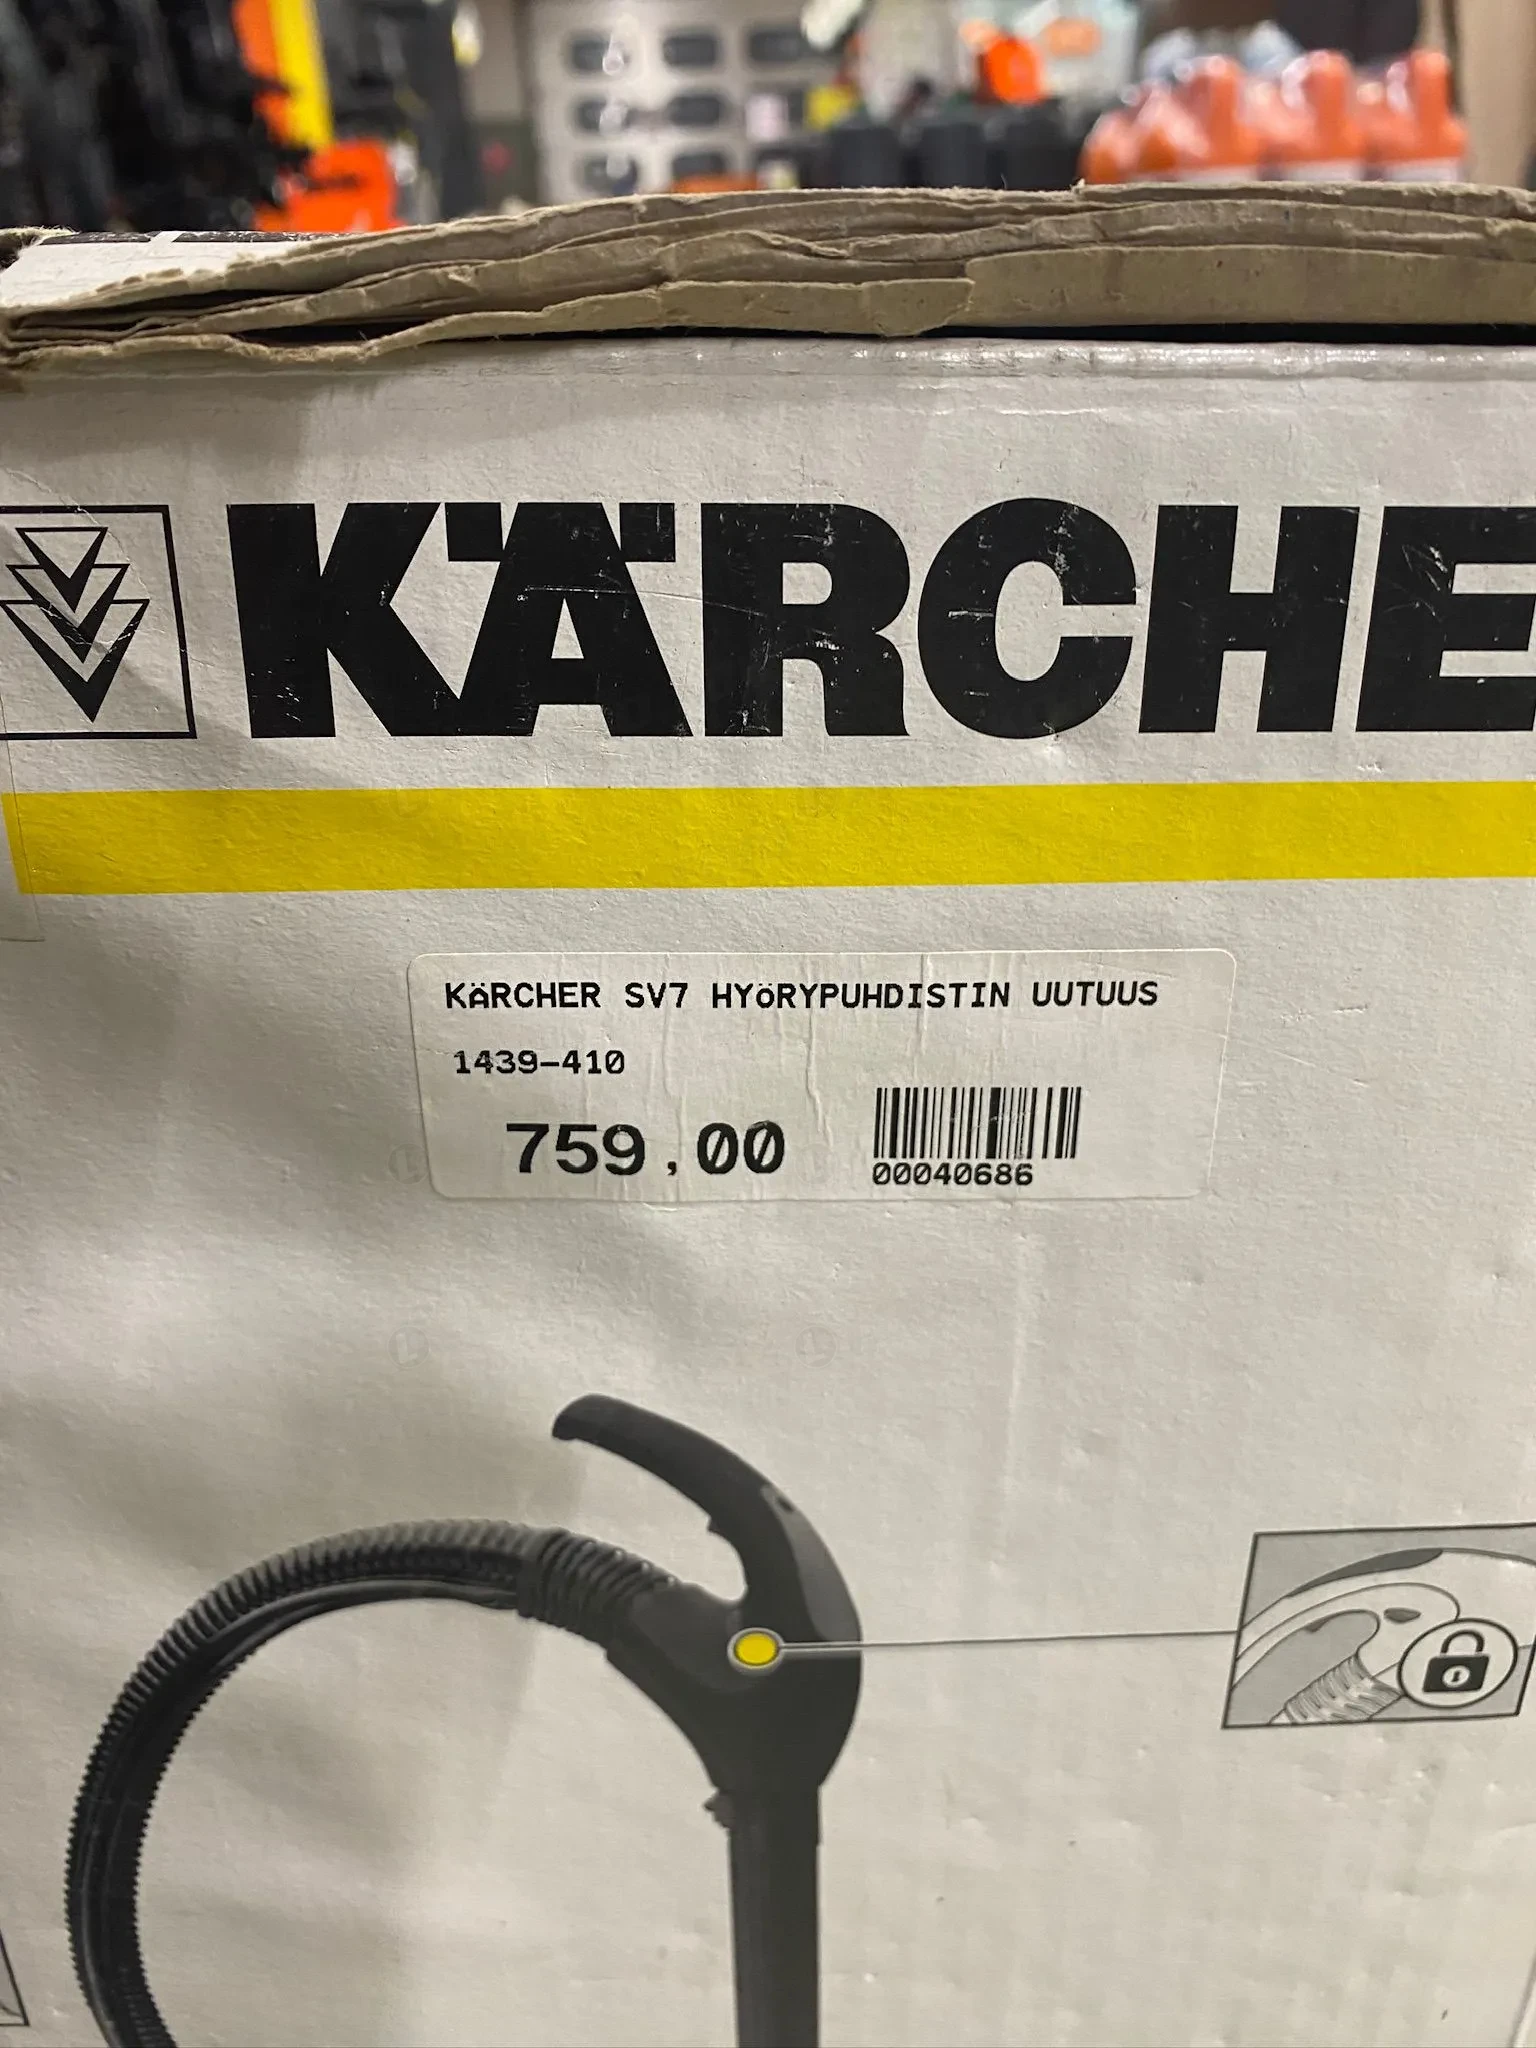 KÄRCHE
KÄRCHER SV7 HYÖRYPUHDISTIN UUTUUS
1439-410
759,00
00040686